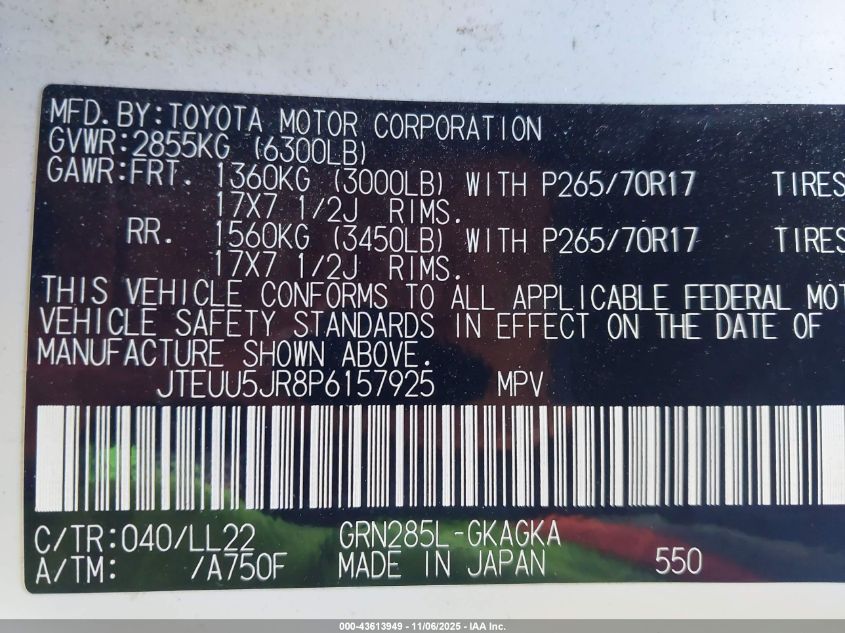 MFD.BY:TOYOTA MOTOR CORPORATION
GVWR:2855KG (6300LB)
GAWR:FRT. 1360KG (3000LB) WITH P265/70R17 TIRES
17X7 1/2J RIMS.
RR. 1560KG (3450LB) WITH P265/70R17 TIRES
17X7 1/2J RIMS.
THIS VEHICLE CONFORMS TO ALL APPLICABLE FEDERAL MOT
VEHICLE SAFETY STANDARDS IN EFFECT ON THE DATE OF
MANUFACTURE SHOWN ABOVE.
JTEUU5JR8P6157925 MPV
C/TR:040/LL22 GRN285L-GKAGKA
A/TM: /A750F MADE IN JAPAN 550
000-43613949 - 11/06/2025 - IAA Inc.